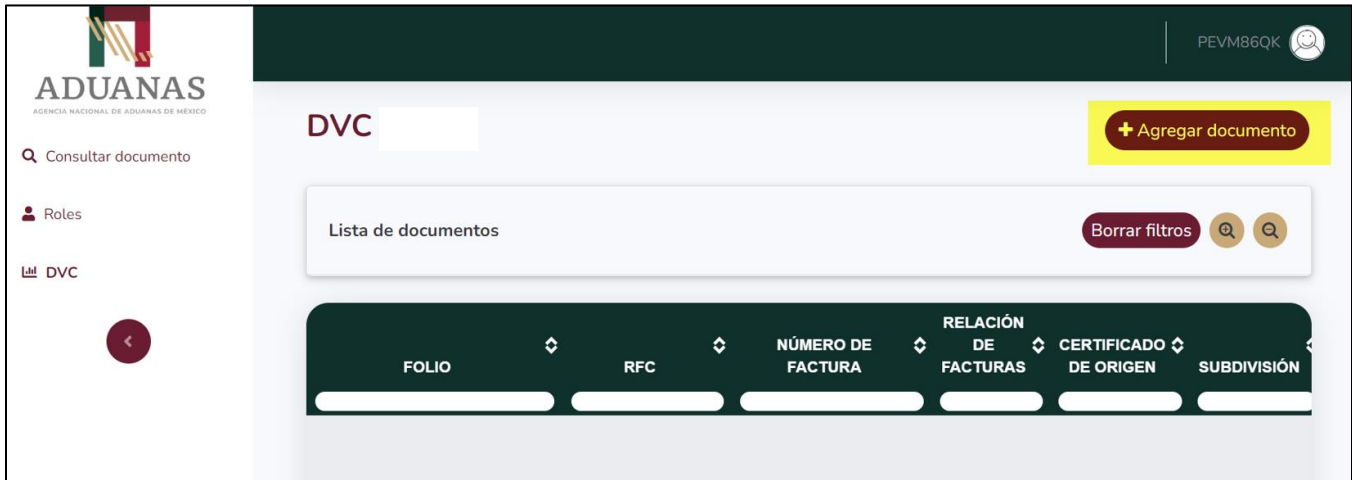 ADUANAS
AGENCIA NACIONAL DE ADUANAS DE MÉXICO
Consultar documento
Roles
DVC
PEVM86QK
DVC
Agregar documento
Lista de documentos
Borrar filtros
FOLIO
RFC
NÚMERO DE
FACTURA
RELACIÓN
DE
FACTURAS
CERTIFICADO
DE ORIGEN
SUBDIVISIÓN